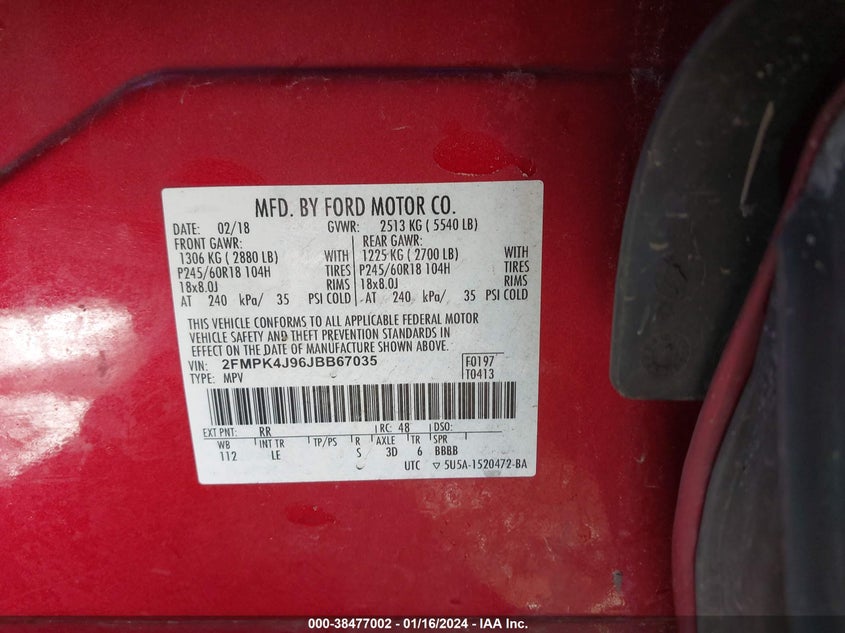 MFD. BY FORD MOTOR CO.
DATE: 02/18 GVWR: 2513 KG ( 5540 LB)
FRONT GAWR: REAR GAWR:
1306 KG ( 2880 LB) WITH 1225 KG ( 2700 LB) WITH
P245/60R18 104H TIRES P245/60R18 104H TIRES
18x8.0J RIMS 18x8.0J RIMS
AT 240 kPa/ 35 PSI COLD AT 240 kPa/ 35 PSI COLD
THIS VEHICLE CONFORMS TO ALL APPLICABLE FEDERAL MOTOR
VEHICLE SAFETY AND THEFT PREVENTION STANDARDS IN
EFFECT ON THE DATE OF MANUFACTURE SHOWN ABOVE.
VIN: 2FMPK4J96JBB67035 F0197
TYPE: MPV T0413
EXT PNT: RR RC: 48 DSO:
WB INT TR TP/PS R AXLE TR SPR
112 LE S 3D 6 BBBB
UTC ▽ 5U5A-1520472-BA
000-38477002 - 01/16/2024 - IAA Inc.